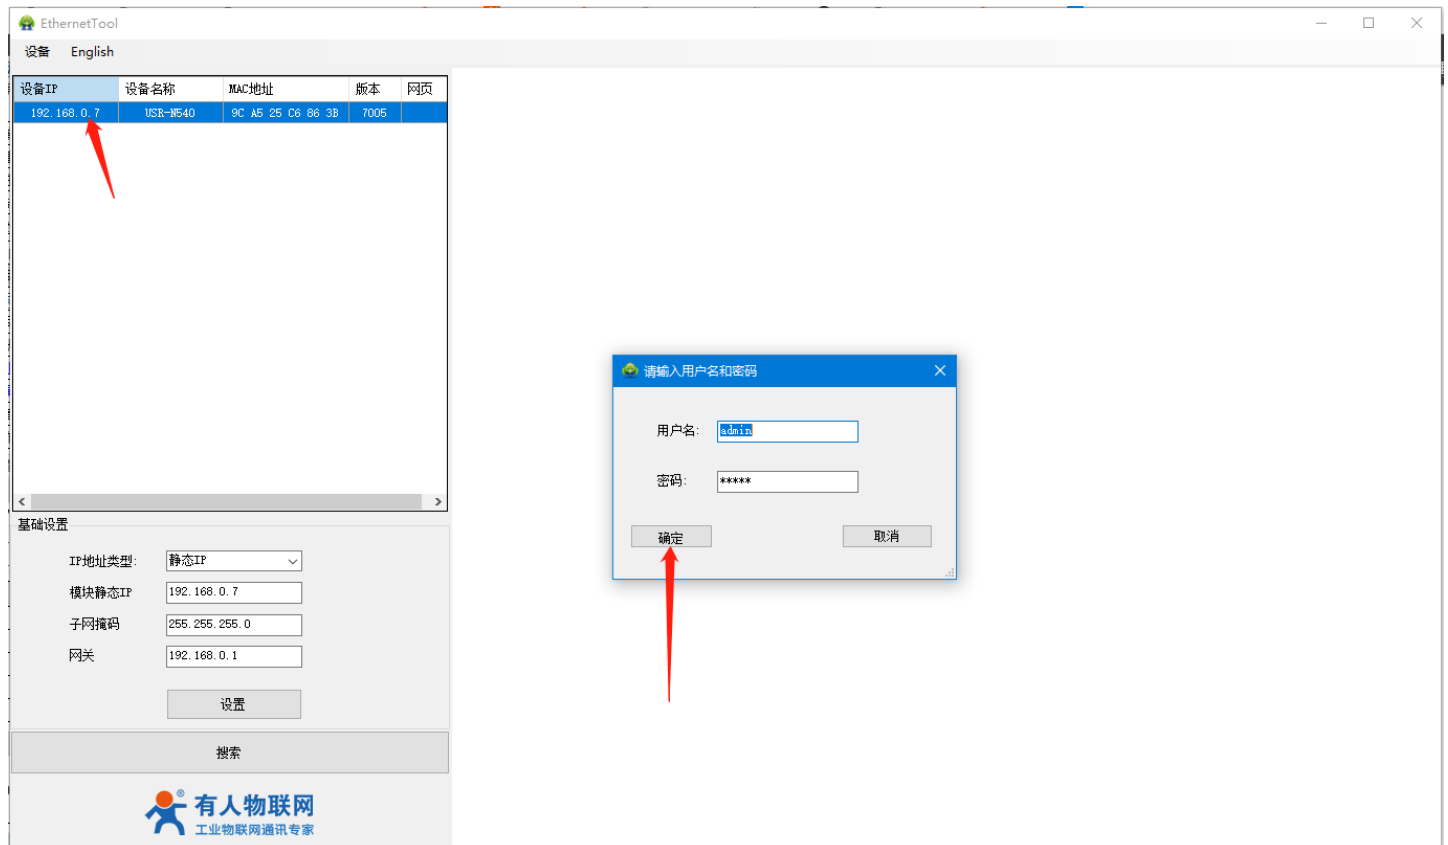 EthernetTool
设备 English
设备IP 设备名称 MAC地址 版本 网页
192.168.0.7 USR-N540 9C A5 25 C6 86 3B 7005
请输入用户名和密码
用户名: admin
密码: *****
确定 取消
基础设置
IP地址类型: 静态IP
模块静态IP 192.168.0.7
子网掩码 255.255.255.0
网关 192.168.0.1
设置
搜索
®
有人物联网
工业物联网通讯专家